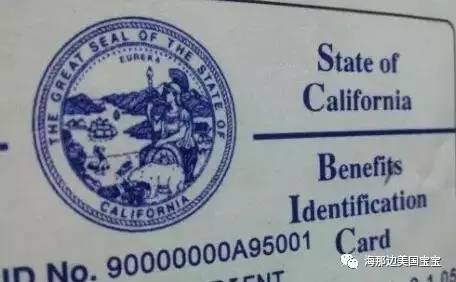 THE GREAT SEAL OF THE STATE OF CALIFORNIA
EUREKA
State of
California
Benefits
Identification
Card
ID No. 90000000A95001
海那边美国宝宝